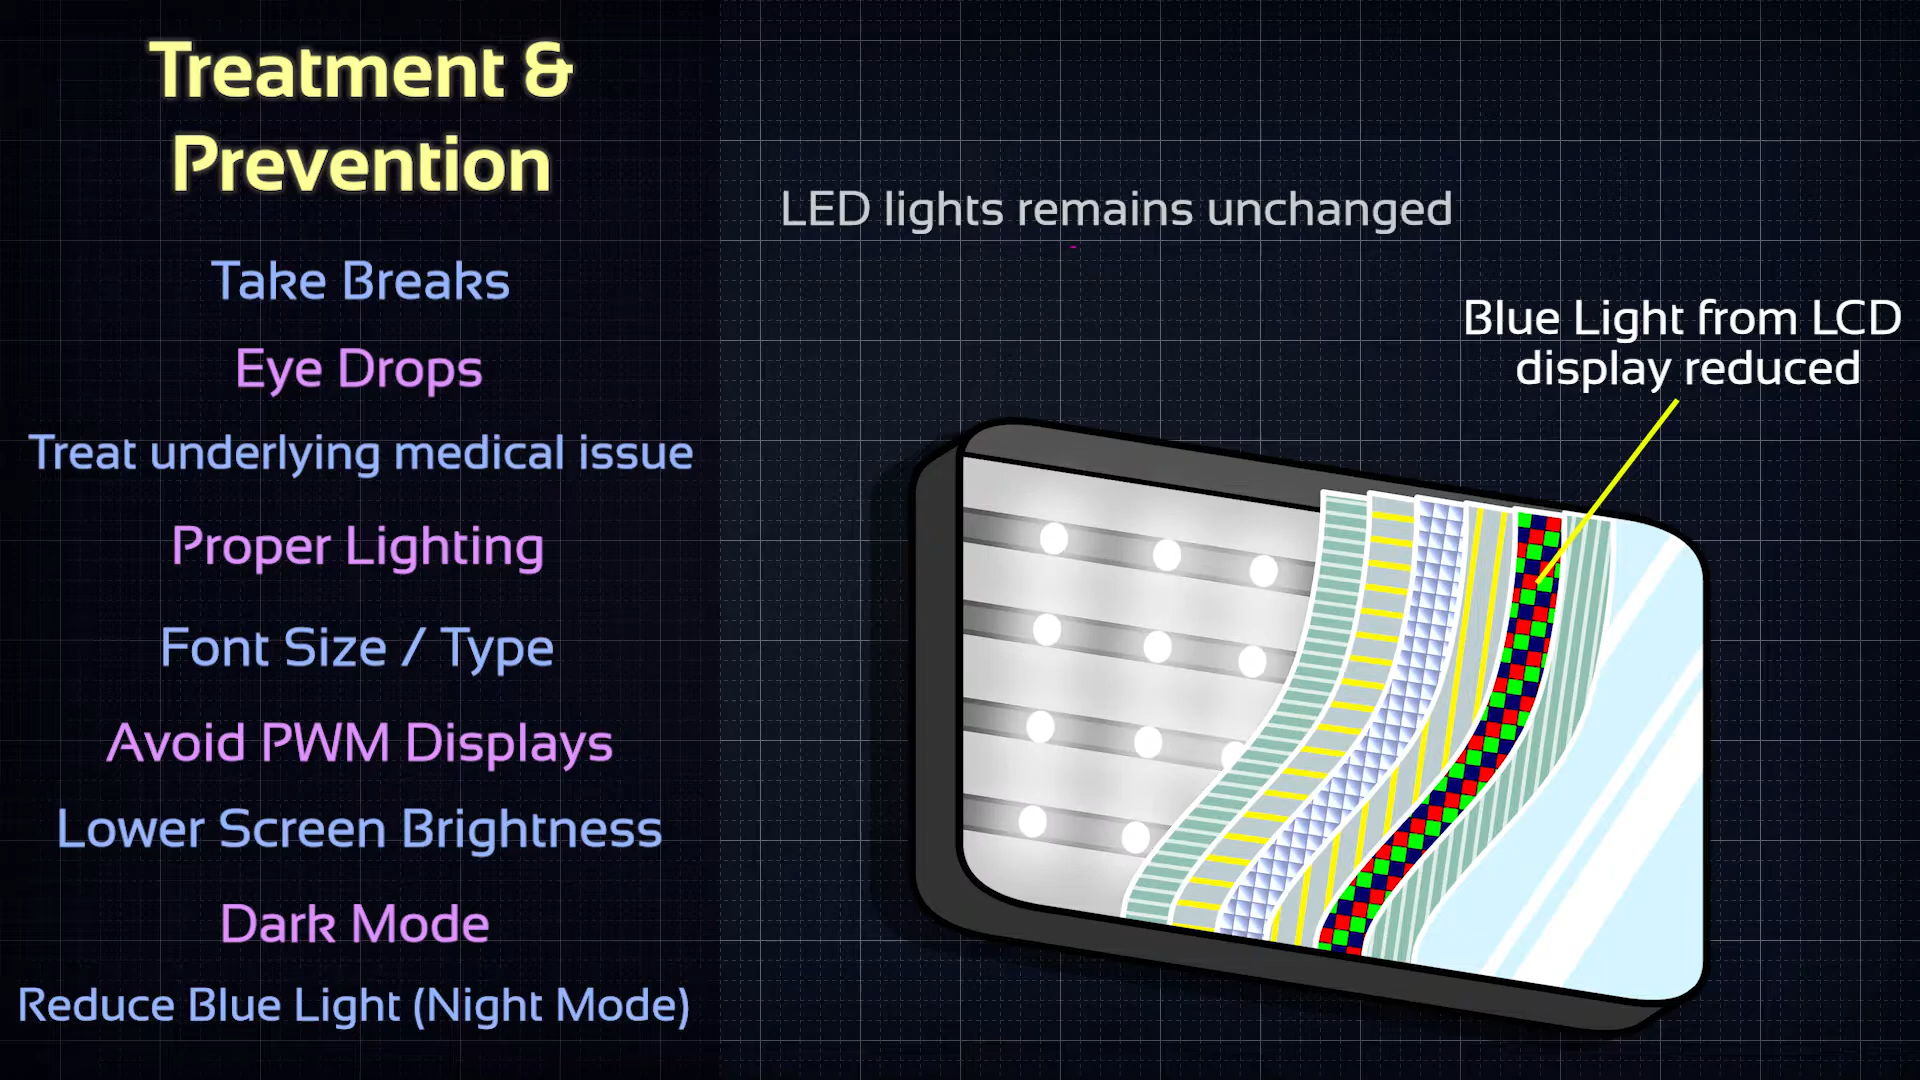 Treatment &
Prevention
Take Breaks
Eye Drops
Treat underlying medical issue
Proper Lighting
Font Size / Type
Avoid PWM Displays
Lower Screen Brightness
Dark Mode
Reduce Blue Light (Night Mode)
LED lights remains unchanged
Blue Light from LCD
display reduced